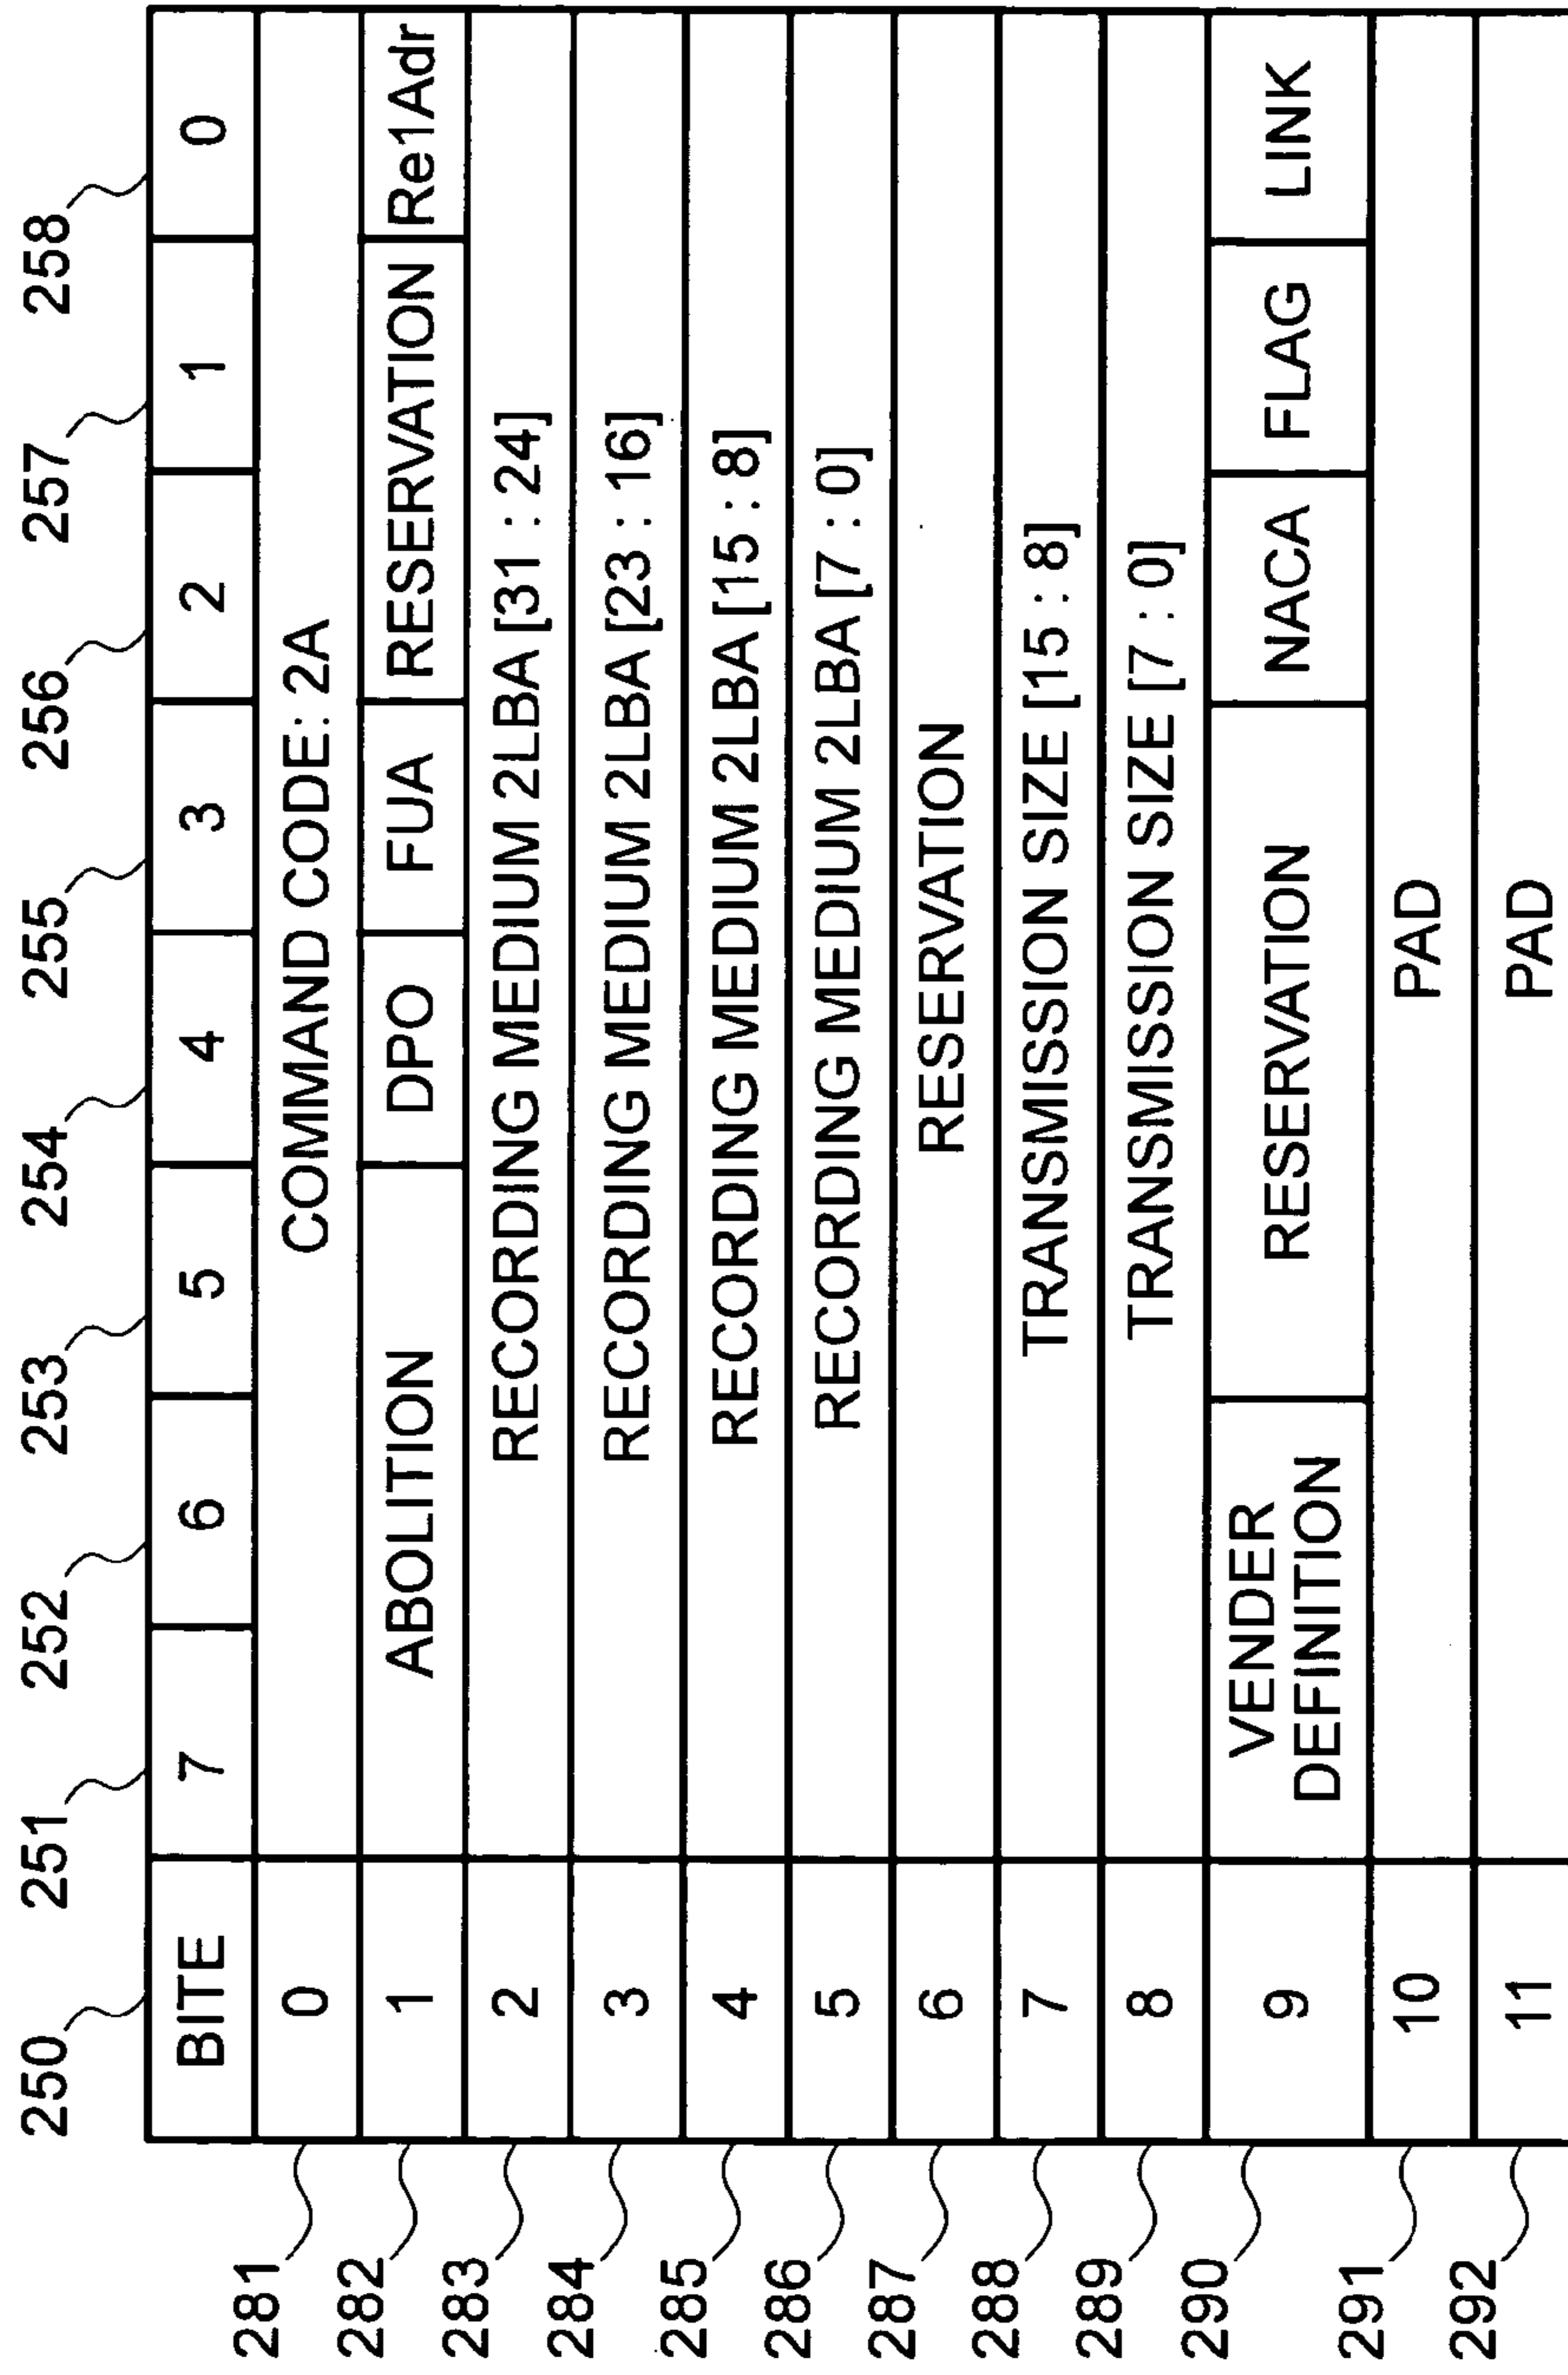 250 251 252 253 254 255 256 257 258
BITE 7 6 5 4 3 2 1 0
281 0 COMMAND CODE: 2A
282 1 ABOLITION DPO FUA RESERVATION Re1Adr
283 2 RECORDING MEDIUM 2LBA [31 : 24]
284 3 RECORDING MEDIUM 2LBA [23 : 16]
285 4 RECORDING MEDIUM 2LBA [15 : 8]
286 5 RECORDING MEDIUM 2LBA [7 : 0]
287 6 RESERVATION
288 7 TRANSMISSION SIZE [15 : 8]
289 8 TRANSMISSION SIZE [7 : 0]
290 9 VENDER DEFINITION RESERVATION NACA FLAG LINK
291 10 PAD
292 11 PAD